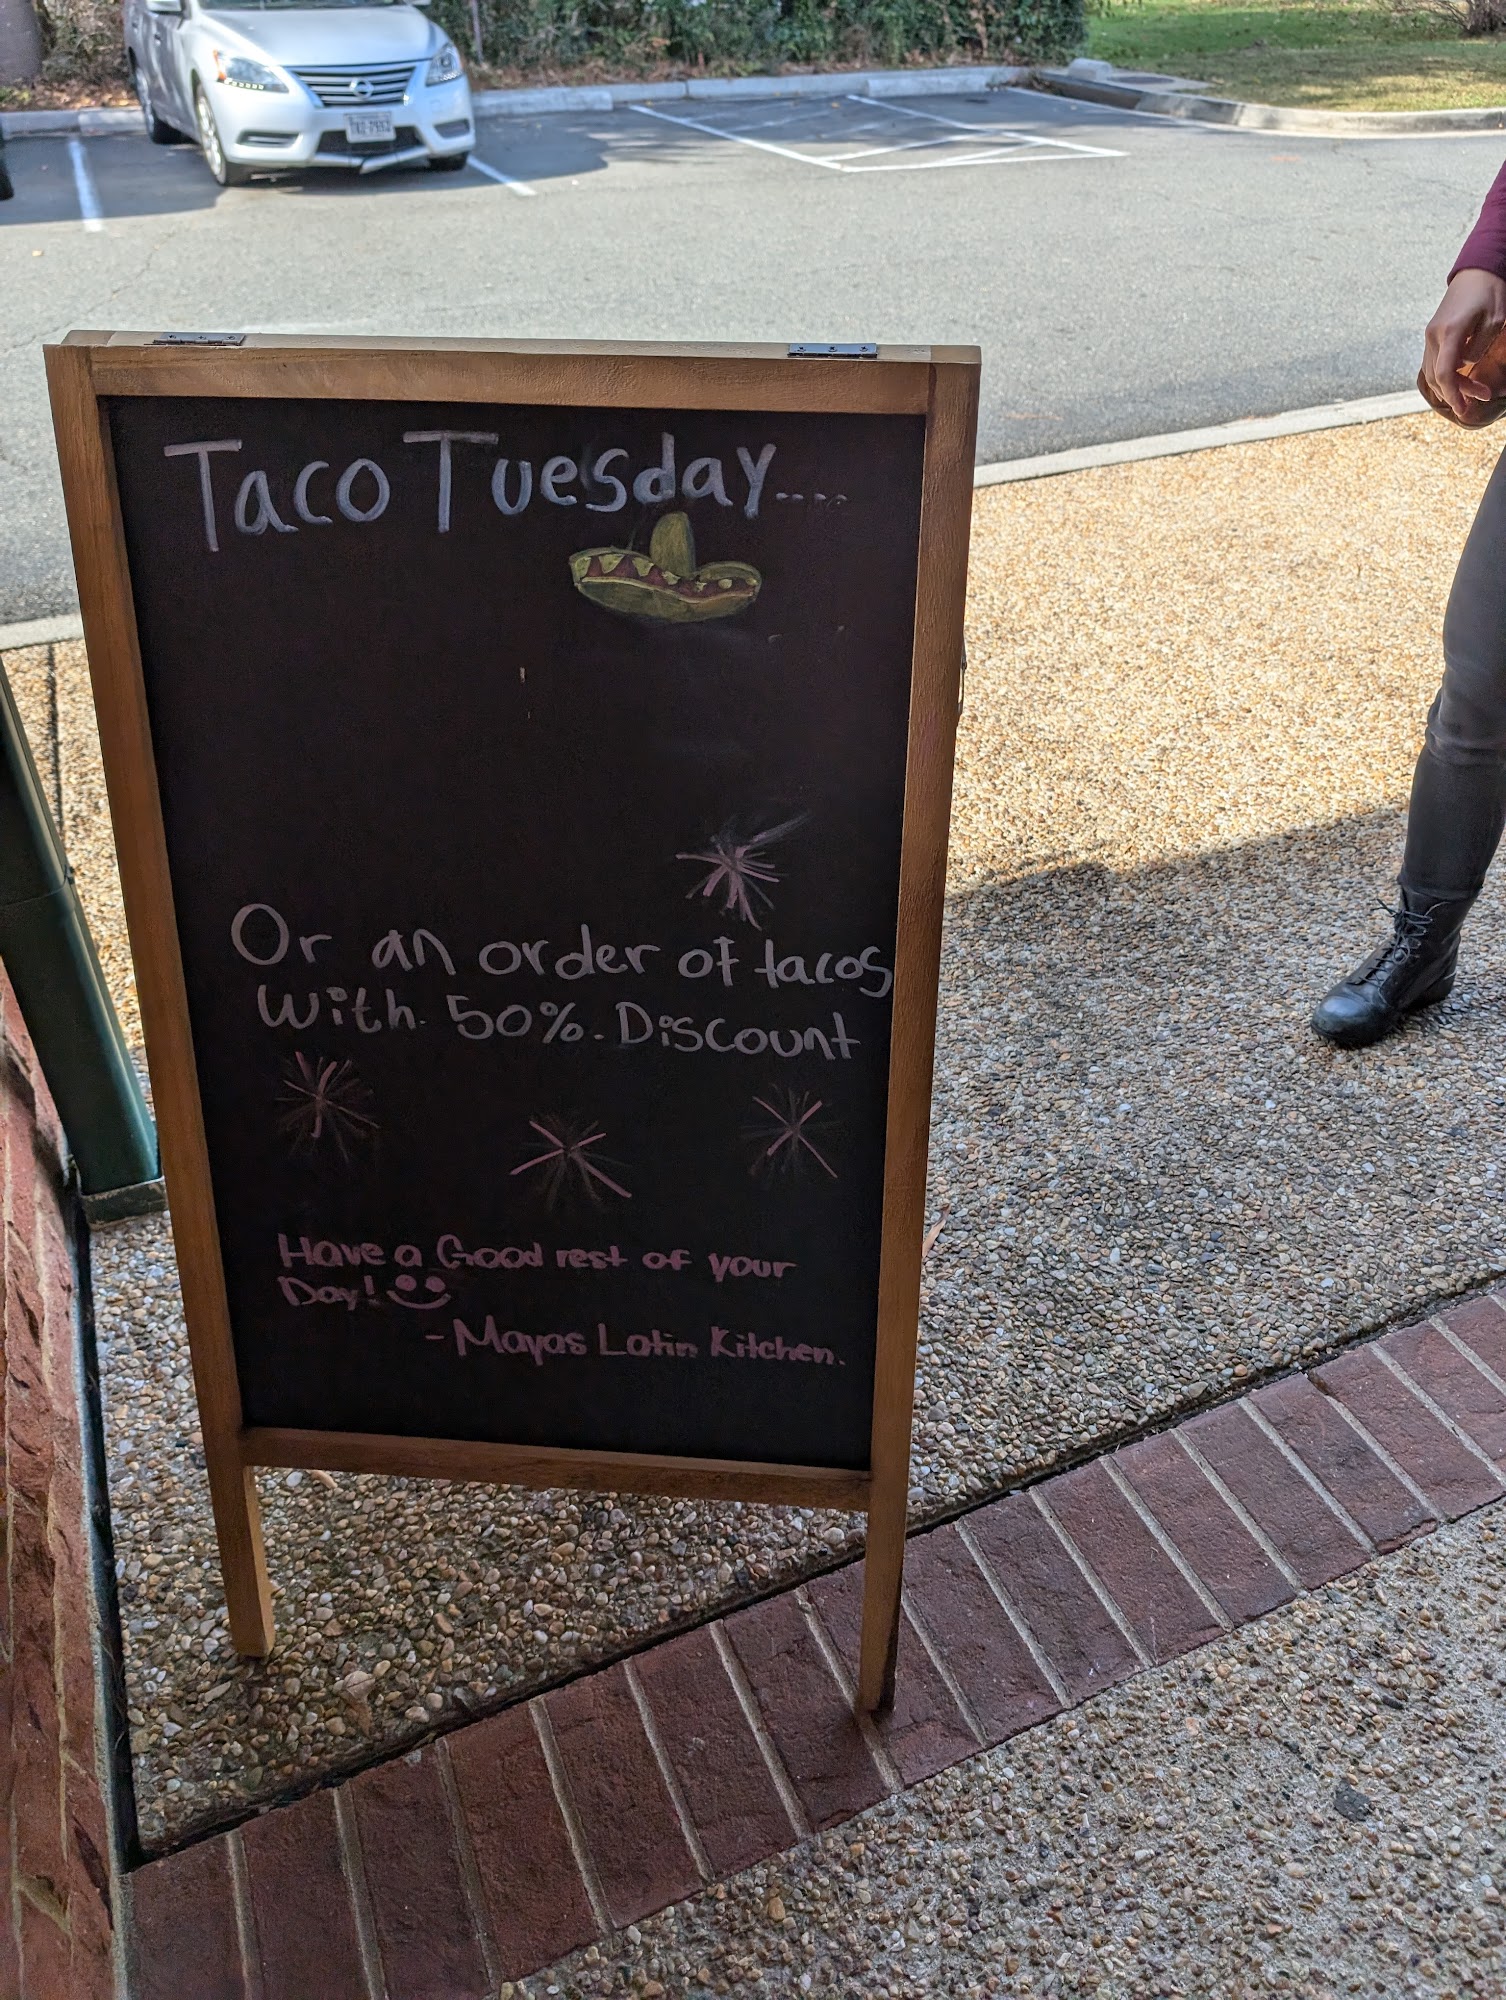 Taco Tuesday....
Or an order of tacos
with. 50%. Discount
Have a Good rest of your
Day!
-Mayas Latin Kitchen.